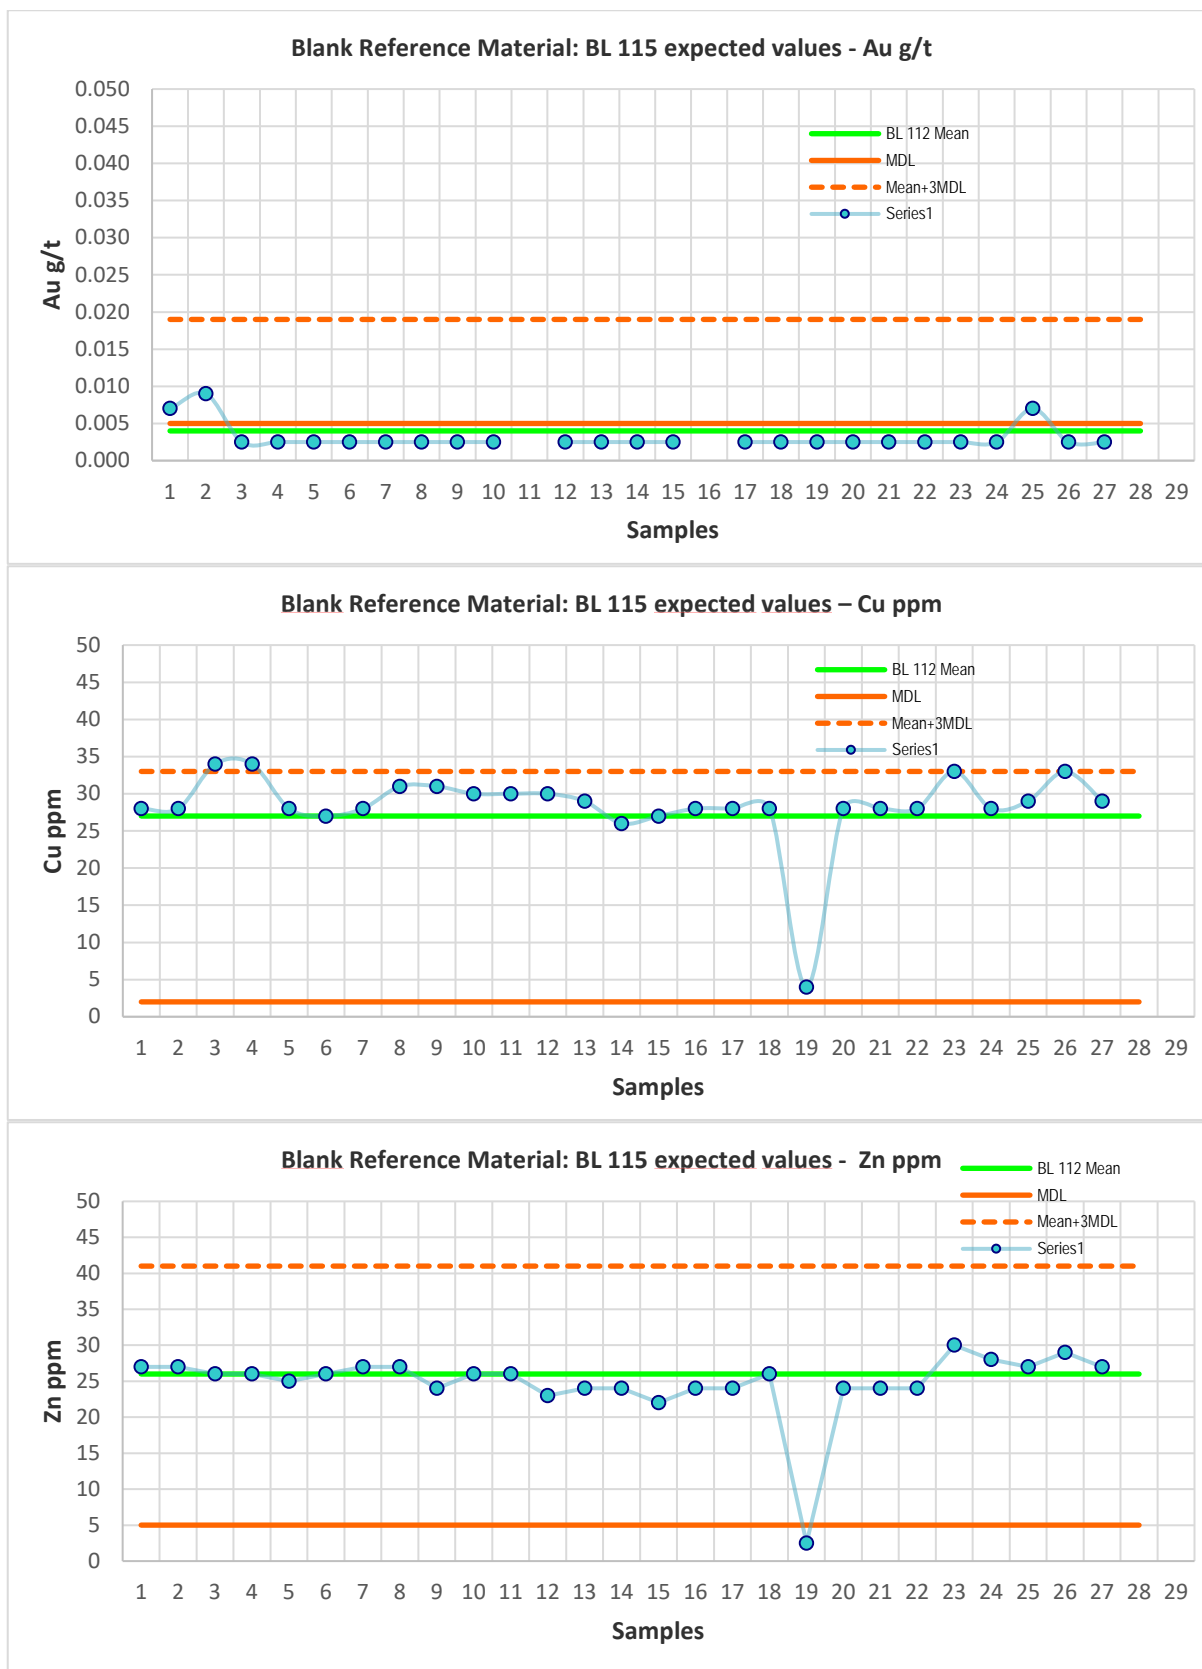 Blank Reference Material: BL 115 expected values - Au g/t
0.050
0.045
0.040
0.035
0.030
0.025
0.020
0.015
0.010
0.005
0.000
Au g/t
BL 112 Mean
MDL
Mean+3MDL
Series1
1 2 3 4 5 6 7 8 9 10 11 12 13 14 15 16 17 18 19 20 21 22 23 24 25 26 27 28 29
Samples
Blank Reference Material: BL 115 expected values – Cu ppm
50
45
40
35
30
25
20
15
10
5
0
Cu ppm
BL 112 Mean
MDL
Mean+3MDL
Series1
1 2 3 4 5 6 7 8 9 10 11 12 13 14 15 16 17 18 19 20 21 22 23 24 25 26 27 28 29
Samples
Blank Reference Material: BL 115 expected values - Zn ppm
BL 112 Mean
MDL
Mean+3MDL
Series1
50
45
40
35
30
25
20
15
10
5
0
Zn ppm
1 2 3 4 5 6 7 8 9 10 11 12 13 14 15 16 17 18 19 20 21 22 23 24 25 26 27 28 29
Samples